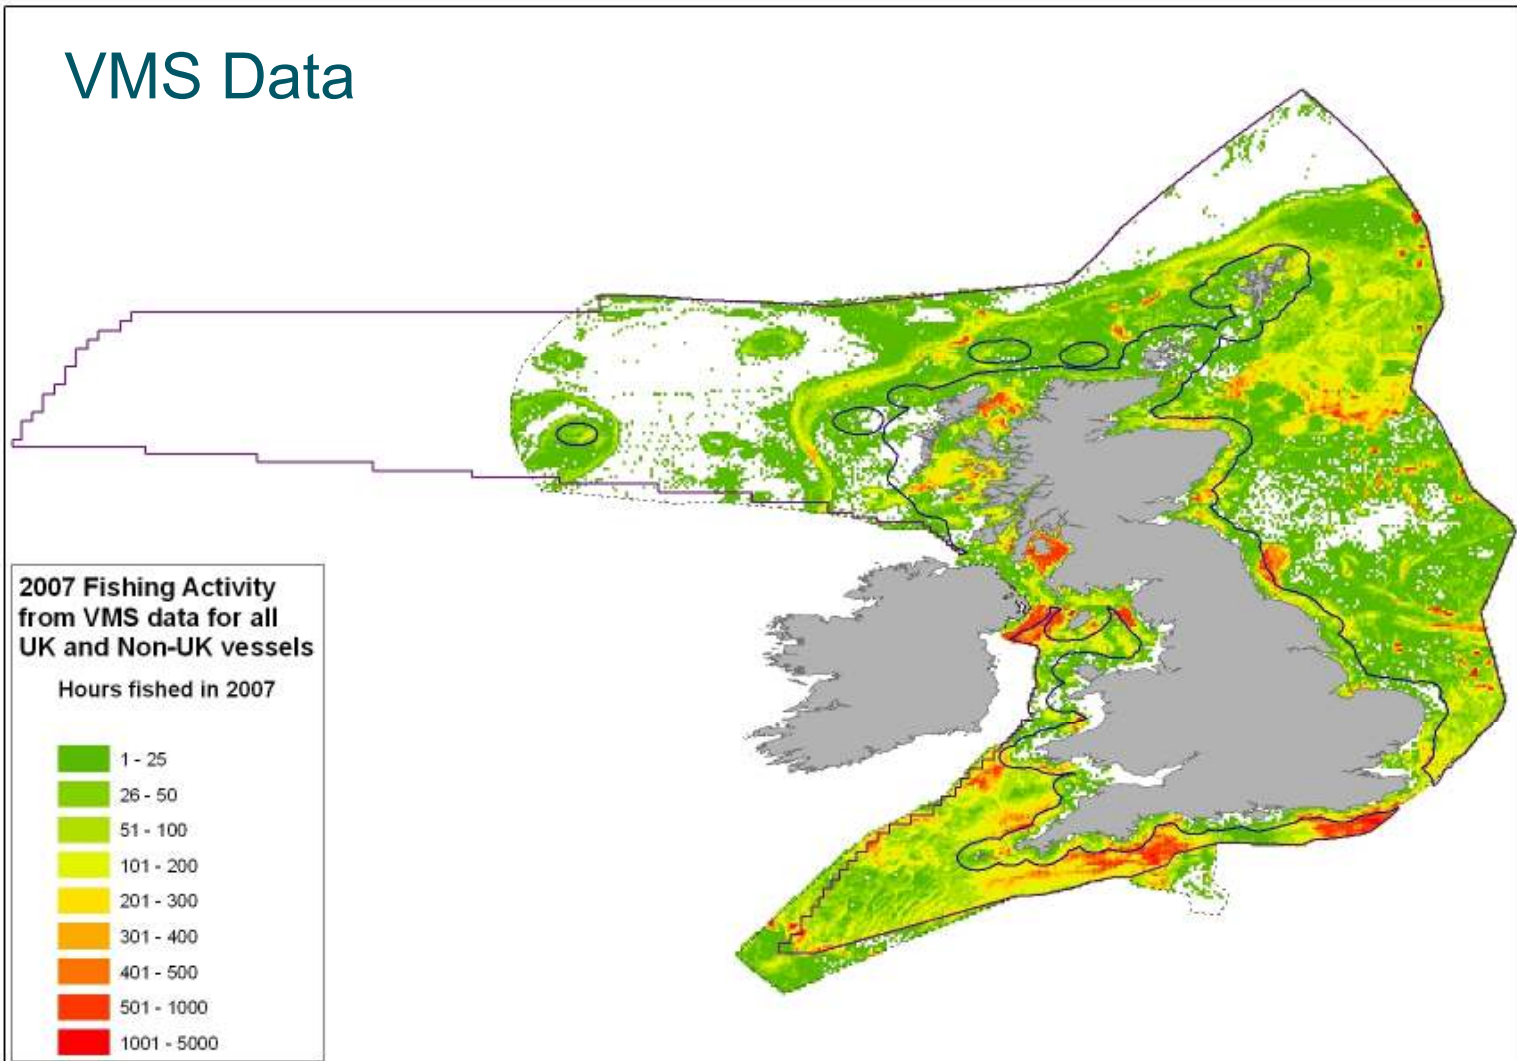 VMS Data
2007 Fishing Activity
from VMS data for all
UK and Non-UK vessels
Hours fished in 2007
1 - 25
26 - 50
51 - 100
101 - 200
201 - 300
301 - 400
401 - 500
501 - 1000
1001 - 5000